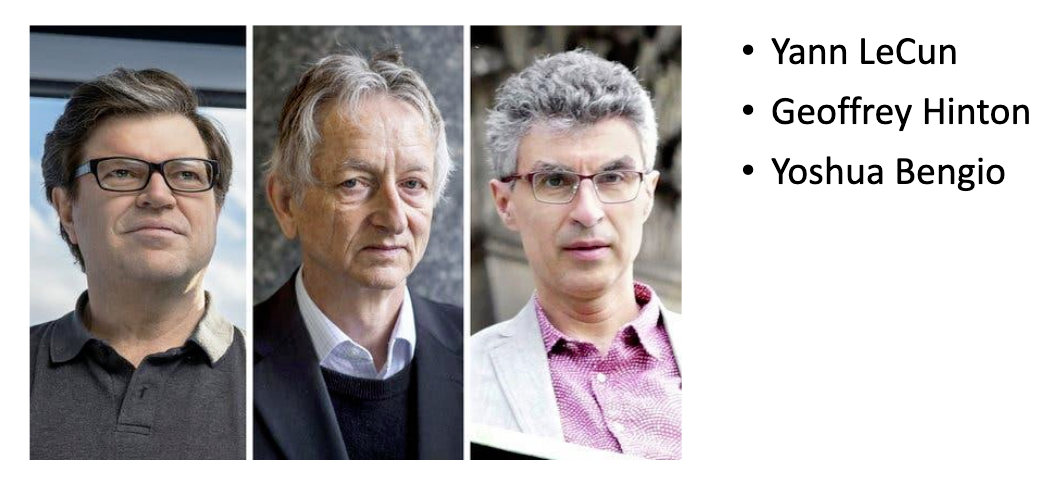 • Yann LeCun
• Geoffrey Hinton
• Yoshua Bengio